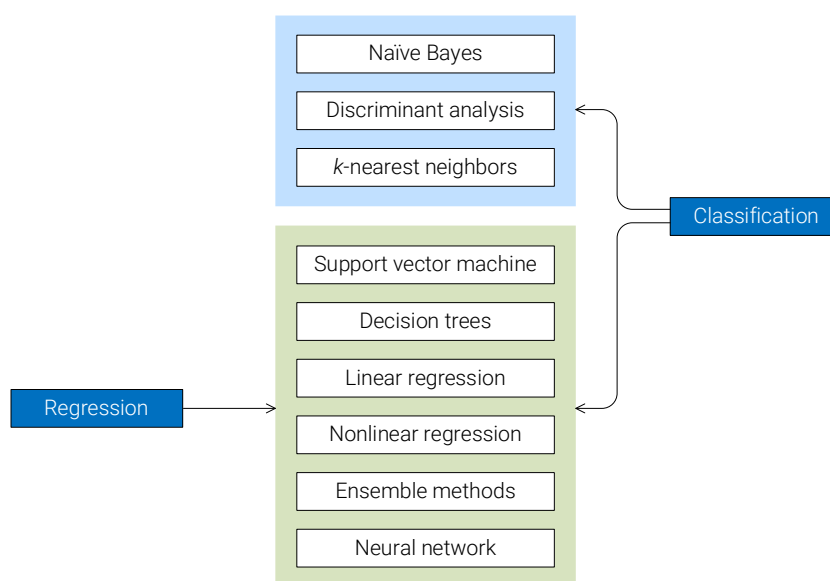 Naïve Bayes
Discriminant analysis
k-nearest neighbors
Classification
Support vector machine
Decision trees
Linear regression
Regression
Nonlinear regression
Ensemble methods
Neural network